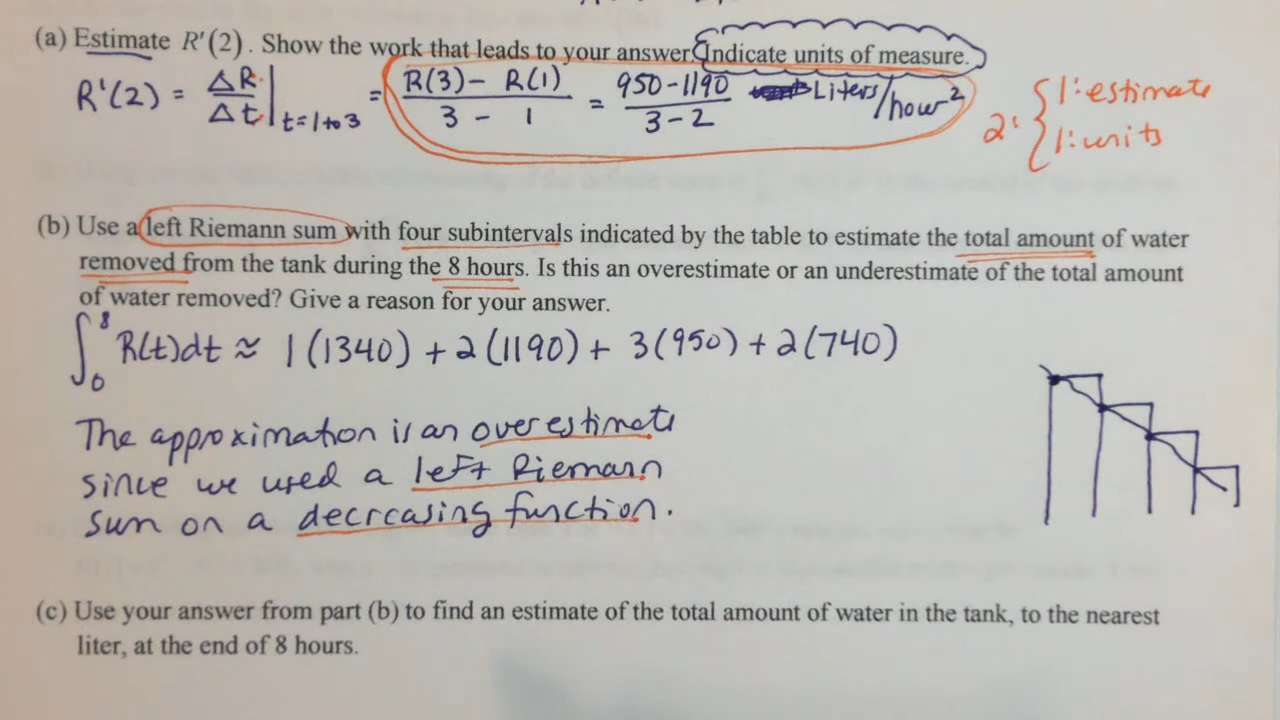 (a) Estimate R'(2). Show the work that leads to your answer. Indicate units of measure.
R'(2) = ΔR/Δt | t=1 to 3 = R(3) - R(1) / 3 - 1 = 950-1190 / 3-2 Liters/hour²
2: { 1: estimate
1: units
(b) Use a left Riemann sum with four subintervals indicated by the table to estimate the total amount of water
removed from the tank during the 8 hours. Is this an overestimate or an underestimate of the total amount
of water removed? Give a reason for your answer.
∫₀⁸ R(t)dt ≈ 1(1340) + 2(1190) + 3(950) + 2(740)
The approximation is an overestimate
since we used a left Riemann
sum on a decreasing function.
(c) Use your answer from part (b) to find an estimate of the total amount of water in the tank, to the nearest
liter, at the end of 8 hours.